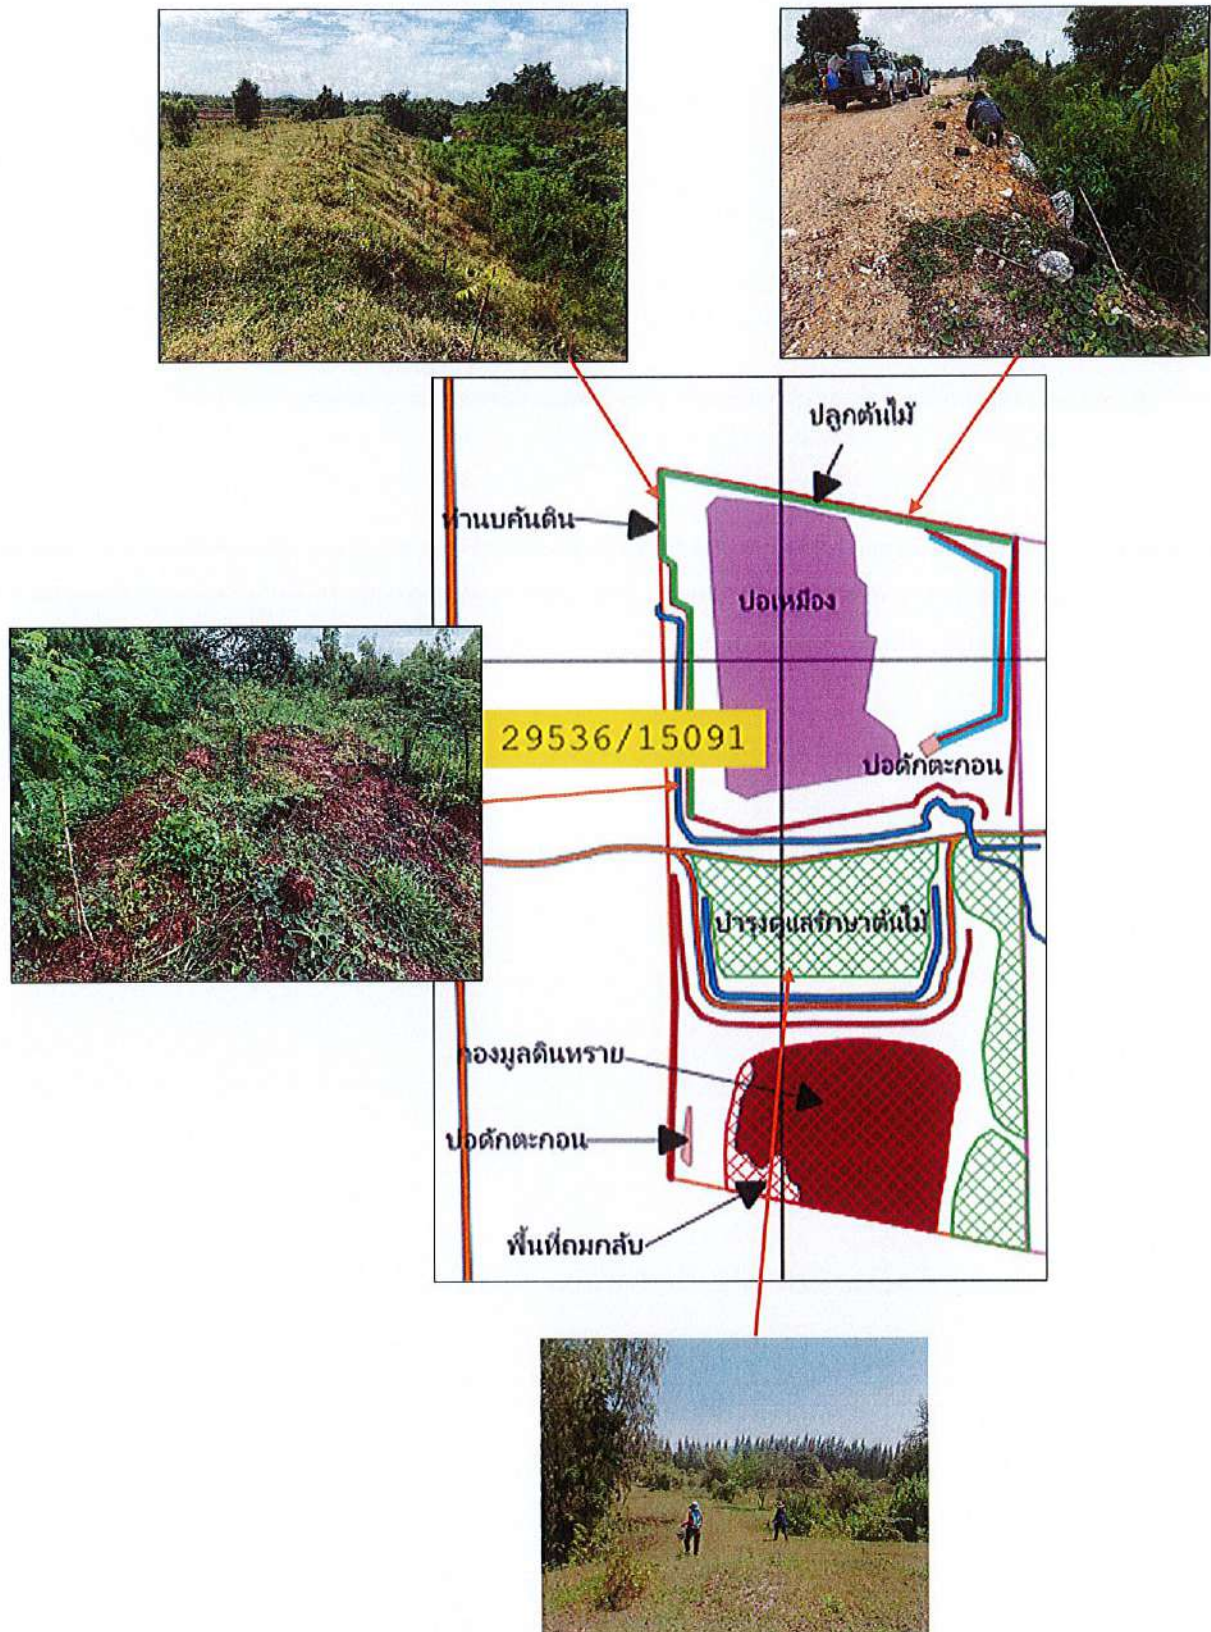 ปลูกต้นไม้
ทำนบคันดิน
บ่อเหมือง
29536/15091
บ่อดักตะกอน
บำรุงดูแลรักษาต้นไม้
กองมูลดินทราย
บ่อดักตะกอน
พื้นที่ถมกลับ